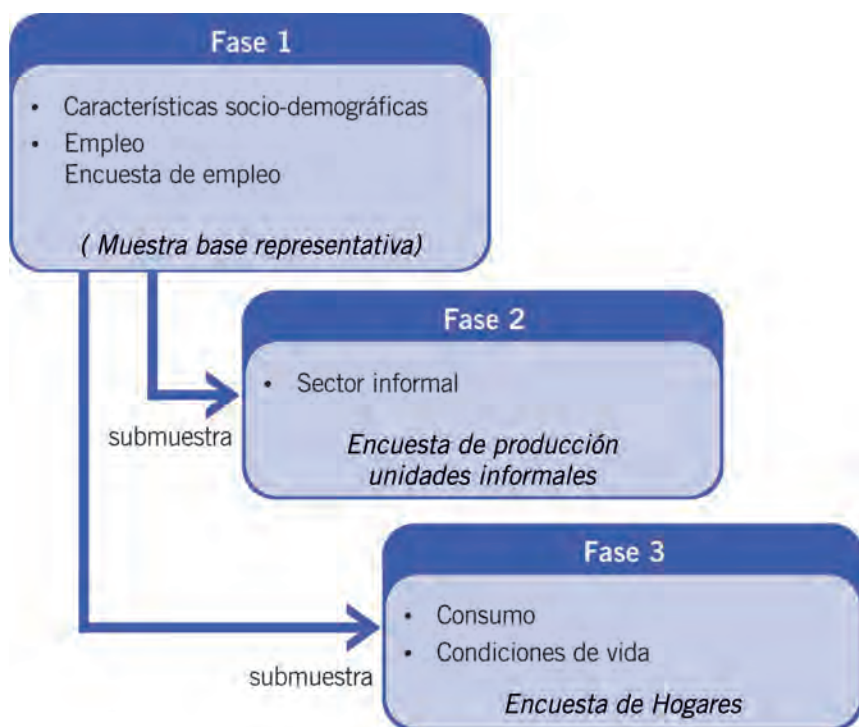 Fase 1
• Características socio-demográficas
• Empleo
Encuesta de empleo
( Muestra base representativa)
Fase 2
• Sector informal
submuestra
Encuesta de producción
unidades informales
Fase 3
• Consumo
• Condiciones de vida
submuestra
Encuesta de Hogares